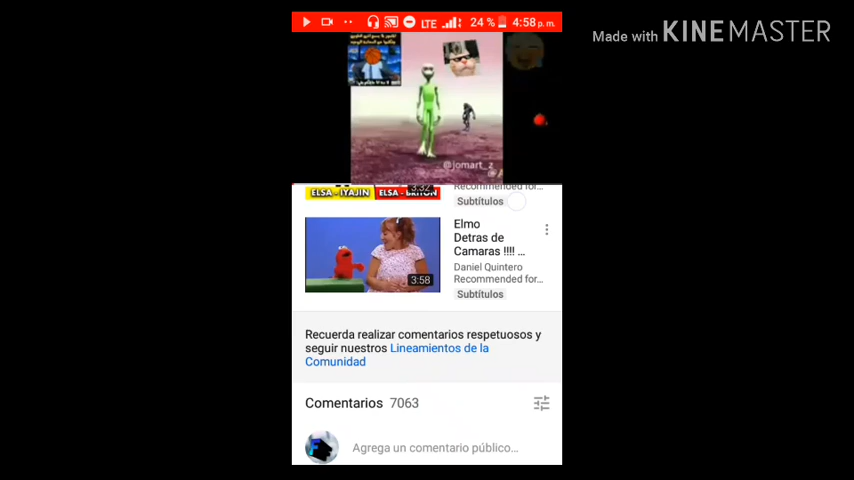 LTE 24 % 4:58 p. m.
Made with KINEMASTER
@jomart_z
ELSA - IYAJIN ELSA - BRITON
3:32
Recommended for...
Subtítulos
Elmo
Detras de
Camaras !!!! ...
Daniel Quintero
Recommended for...
Subtítulos
3:58
Recuerda realizar comentarios respetuosos y
seguir nuestros Lineamientos de la
Comunidad
Comentarios 7063
Agrega un comentario público...